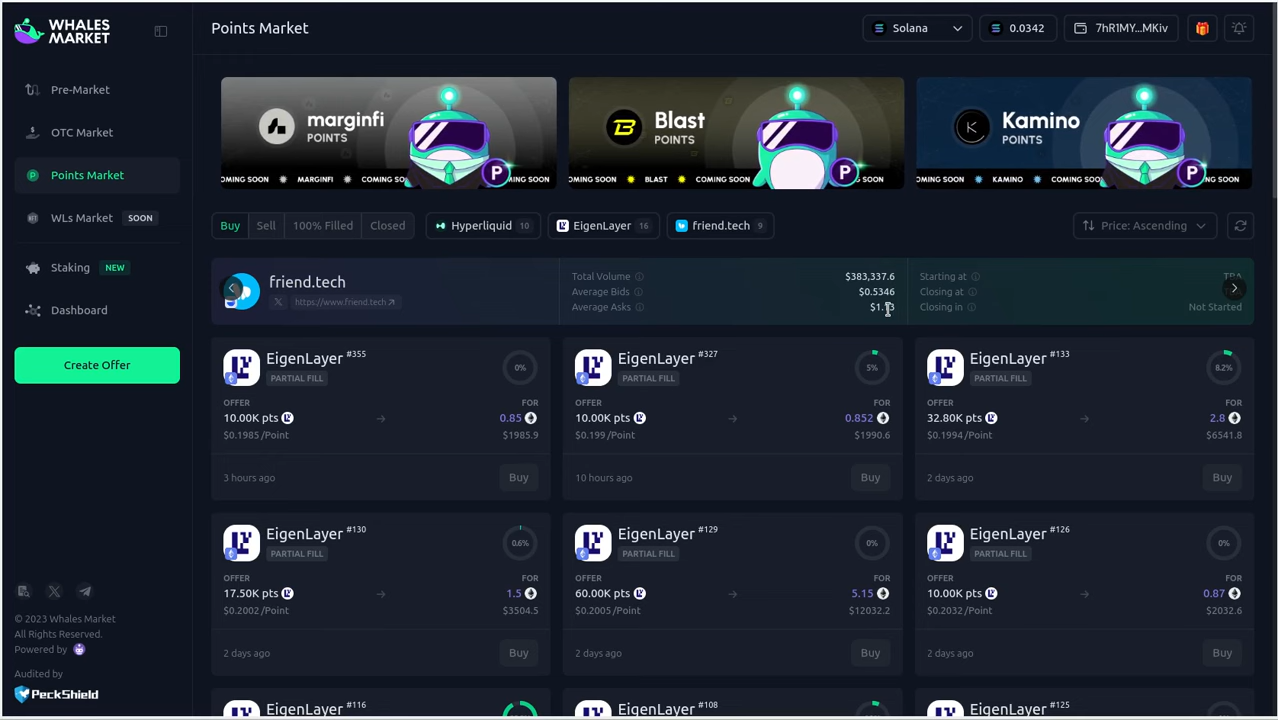 WHALES
MARKET
Pre-Market
OTC Market
Points Market
WLs Market SOON
Staking NEW
Dashboard
Create Offer
© 2023 Whales Market
All Rights Reserved.
Powered by
Audited by
PeckShield
Points Market
Solana
0.0342
7hR1MY...MKiv
marginfi
POINTS
OMING SOON MARGINFI COMING SOO OMING SOON
Blast
POINTS
OMING SOON BLAST COMING SOON OMING SOON
Kamino
POINTS
OMING SOON KAMINO COMING SOO OMING SOON
Buy Sell 100% Filled Closed
Hyperliquid 10
EigenLayer 16
friend.tech 9
Price: Ascending
friend.tech
https://www.friend.tech
Total Volume $383,337.6
Average Bids $0.5346
Average Asks
Starting at
Closing at
Closing in Not Started
EigenLayer #355
PARTIAL FILL
0%
OFFER FOR
10.00K pts → 0.85
$0.1985 /Point $1985.9
3 hours ago Buy
EigenLayer #327
PARTIAL FILL
5%
OFFER FOR
10.00K pts → 0.852
$0.199 /Point $1990.6
10 hours ago Buy
EigenLayer #133
PARTIAL FILL
8.2%
OFFER FOR
32.80K pts → 2.8
$0.1994 /Point $6541.8
2 days ago Buy
EigenLayer #130
PARTIAL FILL
0.6%
OFFER FOR
17.50K pts → 1.5
$0.2002 /Point $3504.5
2 days ago Buy
EigenLayer #129
PARTIAL FILL
0%
OFFER FOR
60.00K pts → 5.15
$0.2005 /Point $12032.2
2 days ago Buy
EigenLayer #126
PARTIAL FILL
0%
OFFER FOR
10.00K pts → 0.87
$0.2032 /Point $2032.6
2 days ago Buy
EigenLayer #116
EigenLayer #108
EigenLayer #125